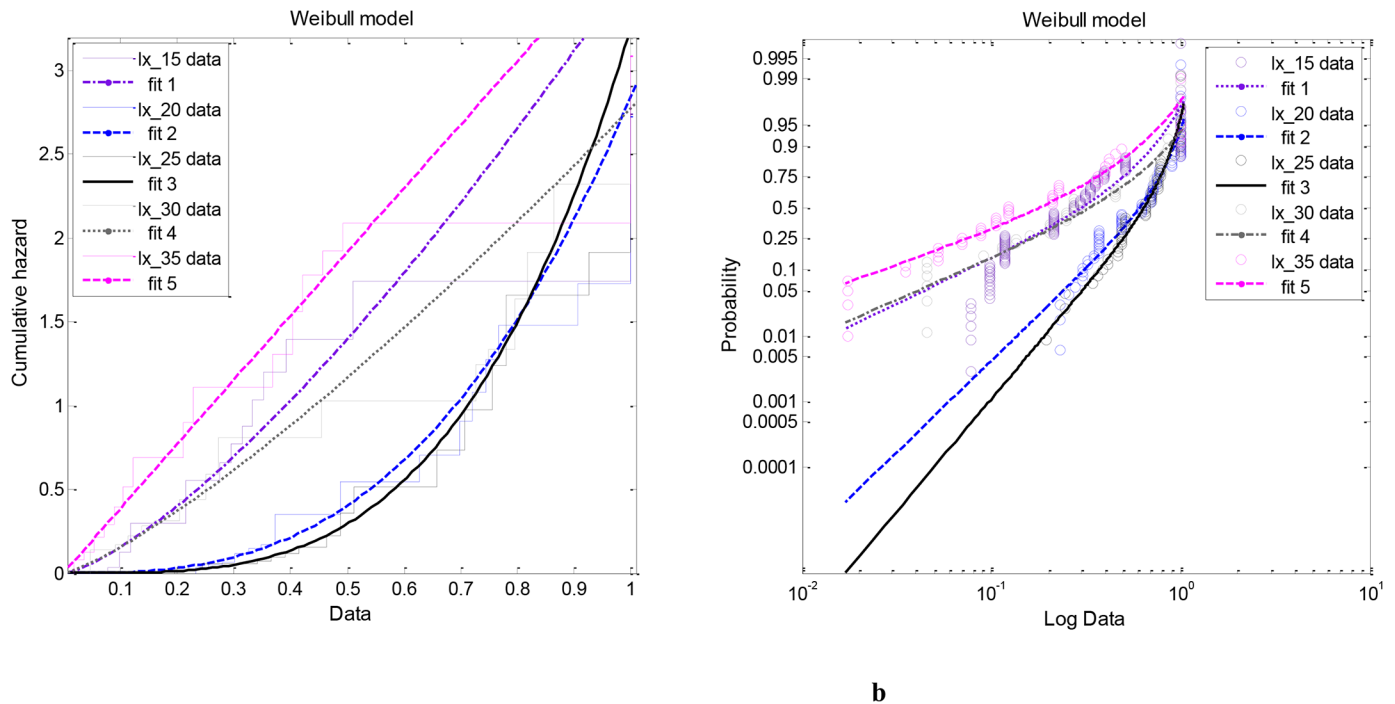 Weibull model
3
2.5
2
1.5
1
0.5
0
Cumulative hazard
lx_15 data
fit 1
lx_20 data
fit 2
lx_25 data
fit 3
lx_30 data
fit 4
lx_35 data
fit 5
0.1 0.2 0.3 0.4 0.5 0.6 0.7 0.8 0.9 1
Data
Weibull model
0.995
0.99
0.95
0.9
0.75
0.5
0.25
0.1
0.05
0.01
0.005
0.001
0.0005
0.0001
Probability
lx_15 data
fit 1
lx_20 data
fit 2
lx_25 data
fit 3
lx_30 data
fit 4
lx_35 data
fit 5
10^-2 10^-1 10^0 10^1
Log Data
b